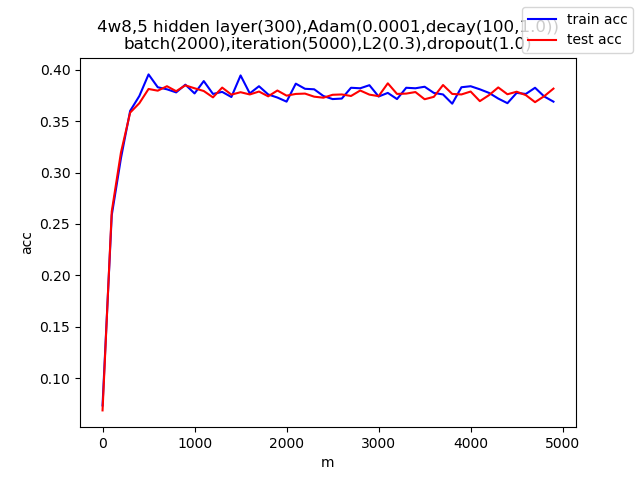 4w8,5 hidden layer(300),Adam(0.0001,decay(100,1.0))
batch(2000),iteration(5000),L2(0.3),dropout(1.0)
train acc
test acc
0.40
0.35
0.30
0.25
0.20
0.15
0.10
acc
0 1000 2000 3000 4000 5000
m